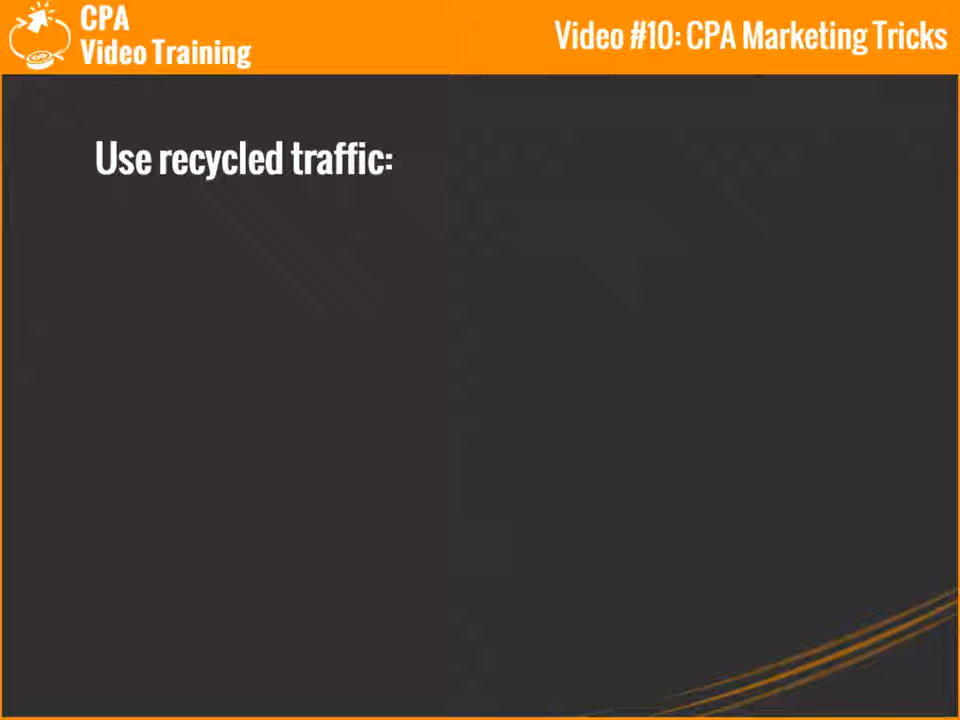 CPA
Video Training
Video #10: CPA Marketing Tricks
Use recycled traffic: